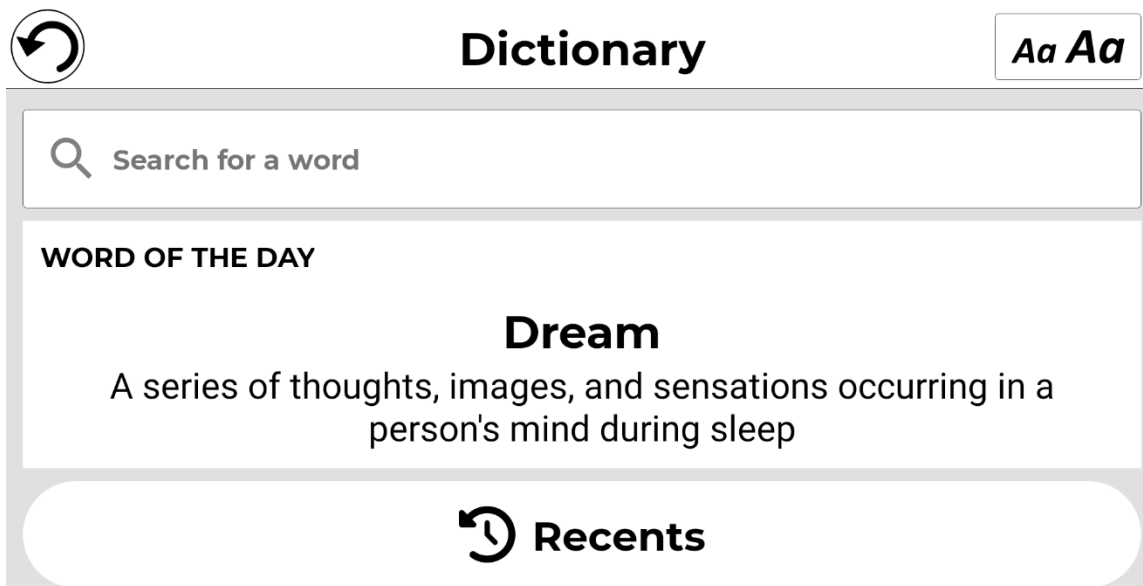 Dictionary
Aa Aa
Search for a word
WORD OF THE DAY
Dream
A series of thoughts, images, and sensations occurring in a
person's mind during sleep
Recents